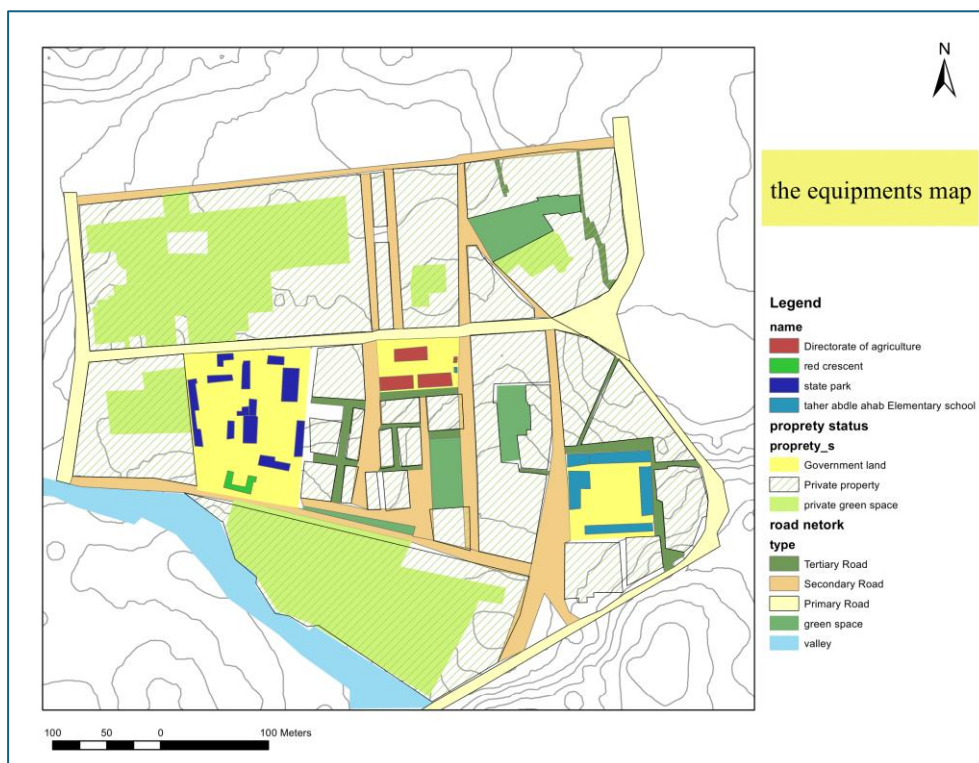 N
the equipments map
Legend
name
Directorate of agriculture
red crescent
state park
taher abdle ahab Elementary school
proprety status
proprety_s
Government land
Private property
private green space
road netork
type
Tertiary Road
Secondary Road
Primary Road
green space
valley
100 50 0 100 Meters